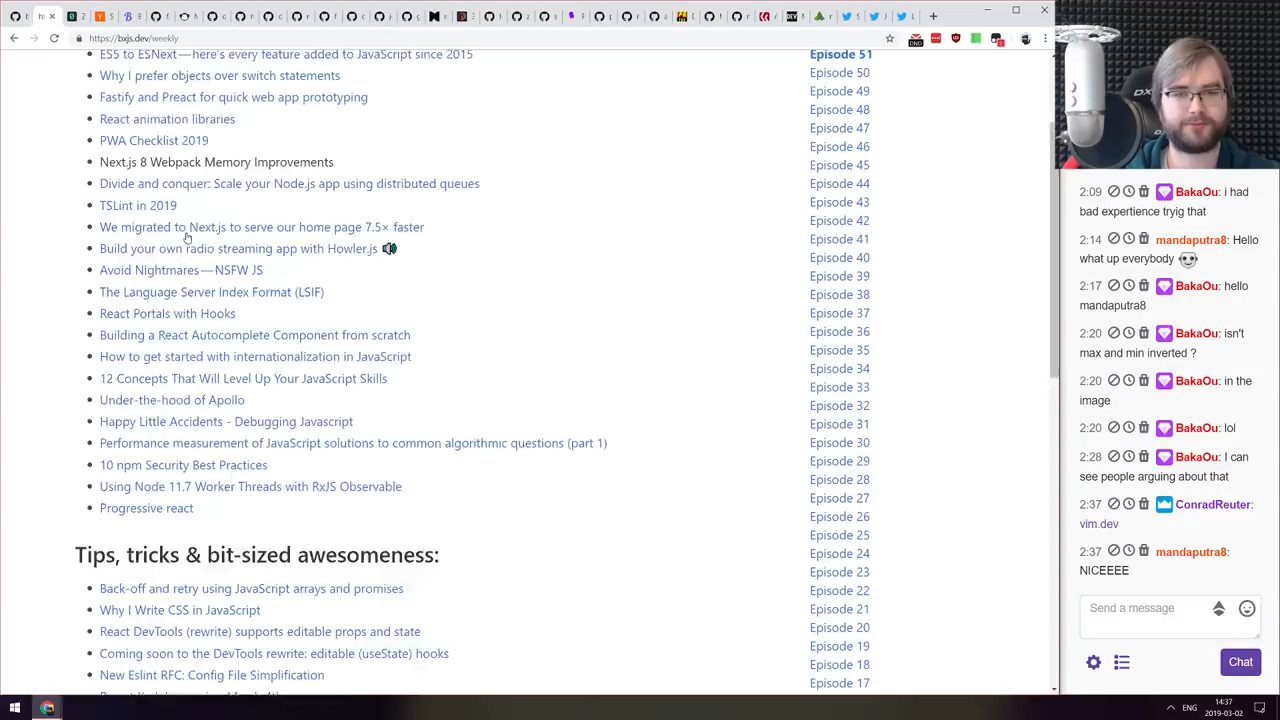 https://bxjs.dev/weekly
DND
ES5 to ESNext — here's every feature added to JavaScript since 2015
Why I prefer objects over switch statements
Fastify and Preact for quick web app prototyping
React animation libraries
PWA Checklist 2019
Next.js 8 Webpack Memory Improvements
Divide and conquer: Scale your Node.js app using distributed queues
TSLint in 2019
We migrated to Next.js to serve our home page 7.5× faster
Build your own radio streaming app with Howler.js
Avoid Nightmares — NSFW JS
The Language Server Index Format (LSIF)
React Portals with Hooks
Building a React Autocomplete Component from scratch
How to get started with internationalization in JavaScript
12 Concepts That Will Level Up Your JavaScript Skills
Under-the-hood of Apollo
Happy Little Accidents - Debugging Javascript
Performance measurement of JavaScript solutions to common algorithmic questions (part 1)
10 npm Security Best Practices
Using Node 11.7 Worker Threads with RxJS Observable
Progressive react
Tips, tricks & bit-sized awesomeness:
Back-off and retry using JavaScript arrays and promises
Why I Write CSS in JavaScript
React DevTools (rewrite) supports editable props and state
Coming soon to the DevTools rewrite: editable (useState) hooks
New Eslint RFC: Config File Simplification
Episode 51
Episode 50
Episode 49
Episode 48
Episode 47
Episode 46
Episode 45
Episode 44
Episode 43
Episode 42
Episode 41
Episode 40
Episode 39
Episode 38
Episode 37
Episode 36
Episode 35
Episode 34
Episode 33
Episode 32
Episode 31
Episode 30
Episode 29
Episode 28
Episode 27
Episode 26
Episode 25
Episode 24
Episode 23
Episode 22
Episode 21
Episode 20
Episode 19
Episode 18
Episode 17
DX
2:09 BakaOu: i had
bad expertience tryig that
2:14 mandaputra8: Hello
what up everybody
2:17 BakaOu: hello
mandaputra8
2:20 BakaOu: isn't
max and min inverted ?
2:20 BakaOu: in the
image
2:20 BakaOu: lol
2:28 BakaOu: I can
see people arguing about that
2:37 ConradReuter:
vim.dev
2:37 mandaputra8:
NICEEEE
Send a message
Chat
ENG
14:37
2019-03-02